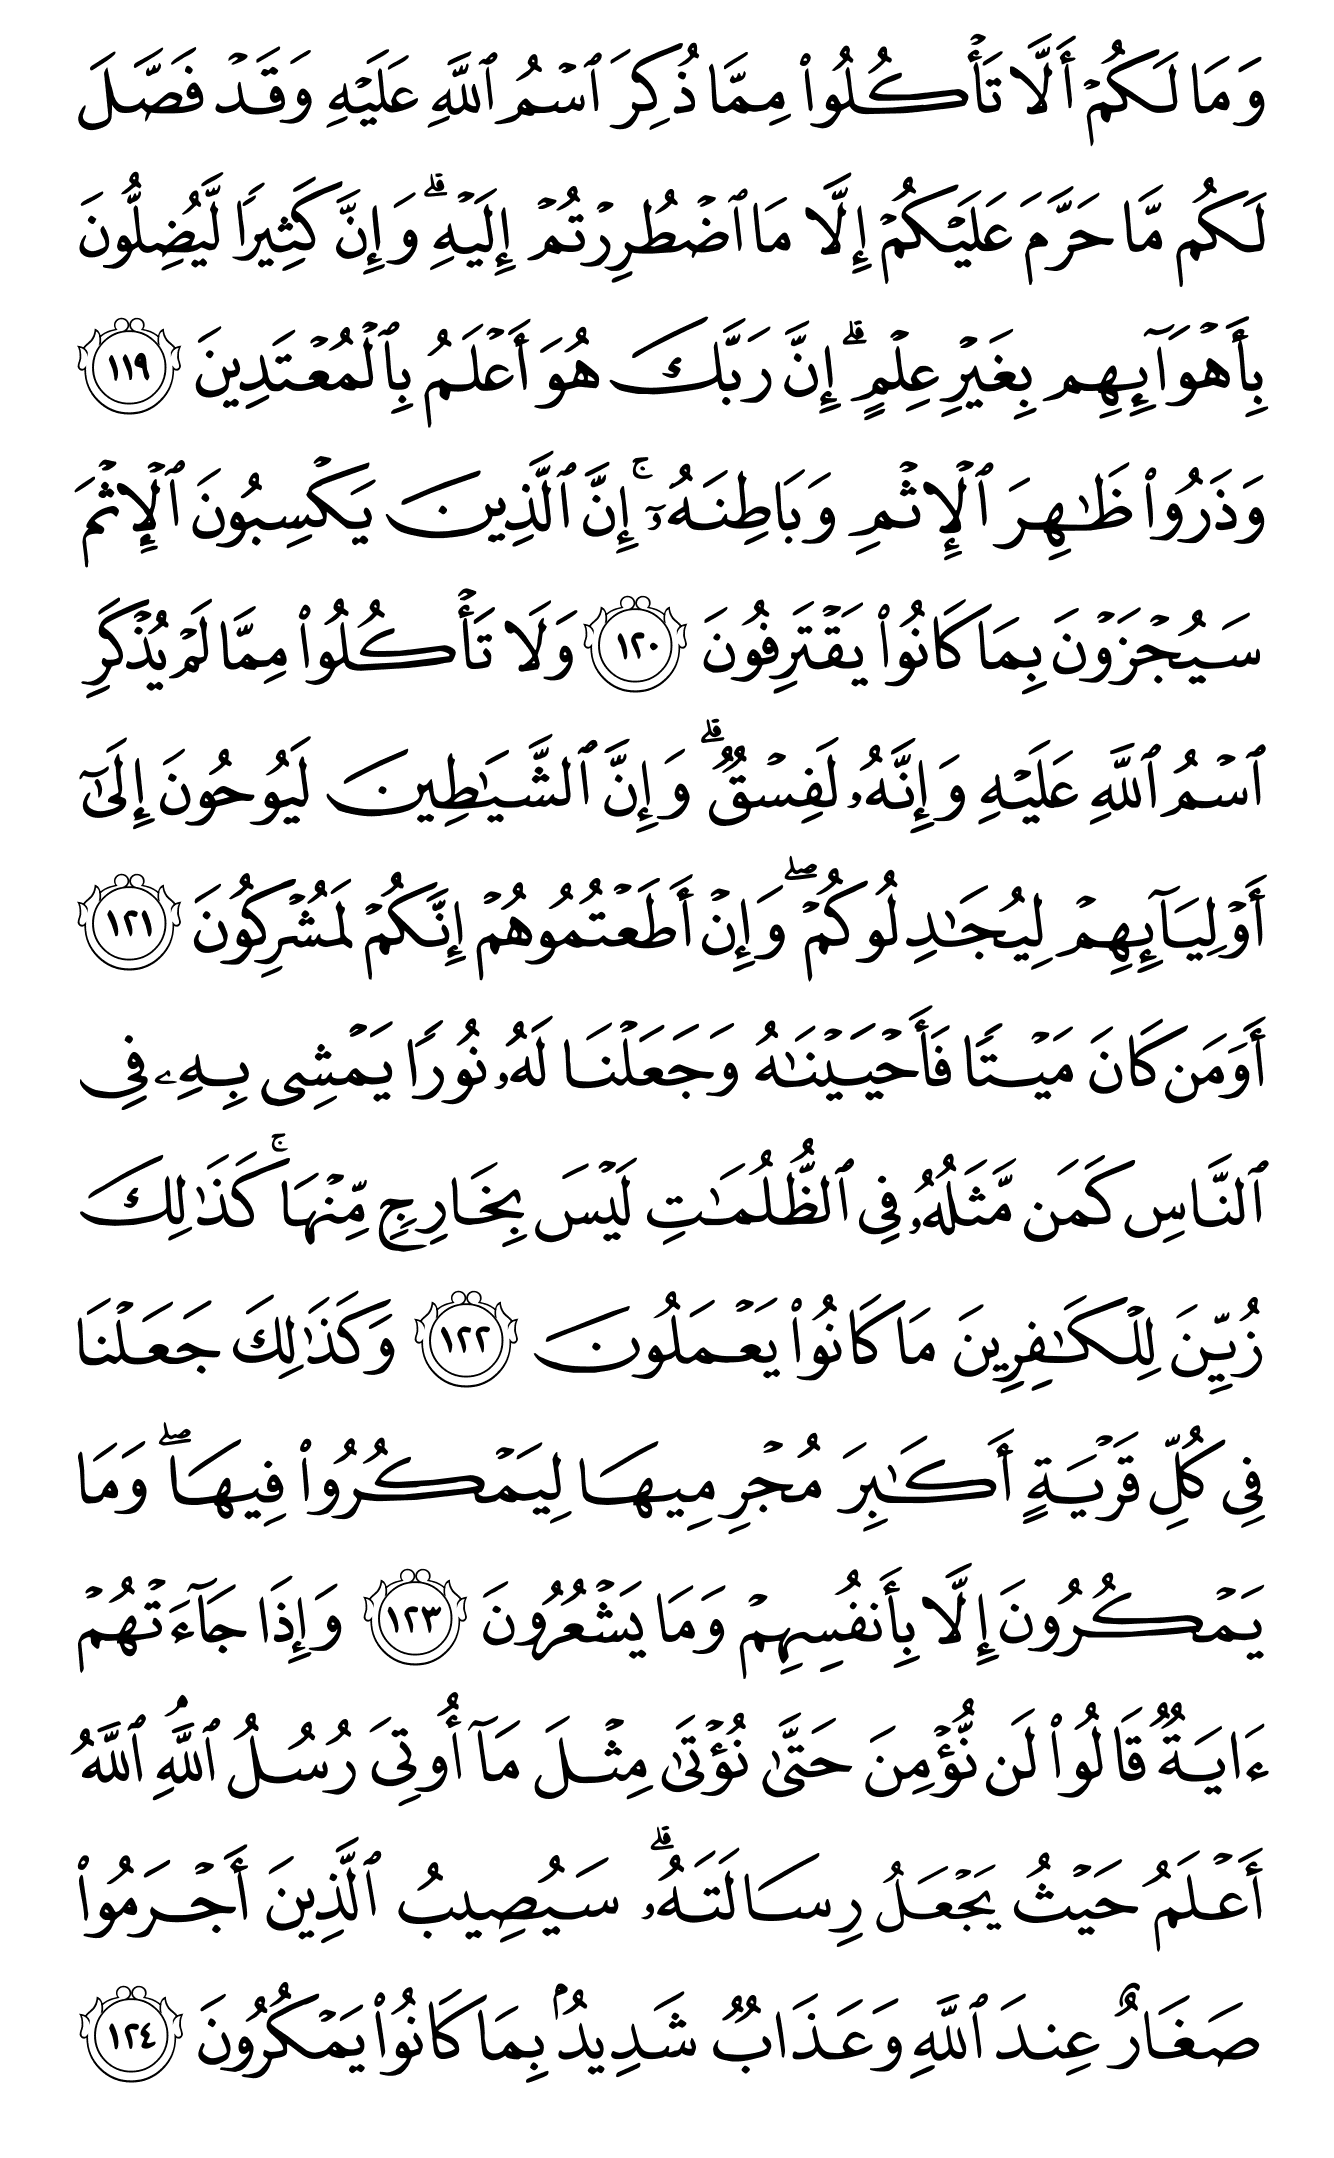 وَمَا لَكُمۡ أَلَّا تَأۡكُلُواْ مِمَّا ذُكِرَ ٱسۡمُ ٱللَّهِ عَلَيۡهِ وَقَدۡ فَصَّلَ
لَكُم مَّا حَرَّمَ عَلَيۡكُمۡ إِلَّا مَا ٱضۡطُرِرۡتُمۡ إِلَيۡهِۗ وَإِنَّ كَثِيرٗا لَّيُضِلُّونَ
بِأَهۡوَآئِهِم بِغَيۡرِ عِلۡمٍۚ إِنَّ رَبَّكَ هُوَ أَعۡلَمُ بِٱلۡمُعۡتَدِينَ ١١٩
وَذَرُواْ ظَٰهِرَ ٱلۡإِثۡمِ وَبَاطِنَهُۥٓۚ إِنَّ ٱلَّذِينَ يَكۡسِبُونَ ٱلۡإِثۡمَ
سَيُجۡزَوۡنَ بِمَا كَانُواْ يَقۡتَرِفُونَ ١٢٠ وَلَا تَأۡكُلُواْ مِمَّا لَمۡ يُذۡكَرِ
ٱسۡمُ ٱللَّهِ عَلَيۡهِ وَإِنَّهُۥ لَفِسۡقٞۗ وَإِنَّ ٱلشَّيَٰطِينَ لَيُوحُونَ إِلَىٰٓ
أَوۡلِيَآئِهِمۡ لِيُجَٰدِلُوكُمۡۖ وَإِنۡ أَطَعۡتُمُوهُمۡ إِنَّكُمۡ لَمُشۡرِكُونَ ١٢١
أَوَمَن كَانَ مَيۡتٗا فَأَحۡيَيۡنَٰهُ وَجَعَلۡنَا لَهُۥ نُورٗا يَمۡشِي بِهِۦ فِي
ٱلنَّاسِ كَمَن مَّثَلُهُۥ فِي ٱلظُّلُمَٰتِ لَيۡسَ بِخَارِجٖ مِّنۡهَاۚ كَذَٰلِكَ
زُيِّنَ لِلۡكَٰفِرِينَ مَا كَانُواْ يَعۡمَلُونَ ١٢٢ وَكَذَٰلِكَ جَعَلۡنَا
فِي كُلِّ قَرۡيَةٍ أَكَٰبِرَ مُجۡرِمِيهَا لِيَمۡكُرُواْ فِيهَاۖ وَمَا
يَمۡكُرُونَ إِلَّا بِأَنفُسِهِمۡ وَمَا يَشۡعُرُونَ ١٢٣ وَإِذَا جَآءَتۡهُمۡ
ءَايَةٞ قَالُواْ لَن نُّؤۡمِنَ حَتَّىٰ نُؤۡتَىٰ مِثۡلَ مَآ أُوتِيَ رُسُلُ ٱللَّهِۘ ٱللَّهُ
أَعۡلَمُ حَيۡثُ يَجۡعَلُ رِسَالَتَهُۥۗ سَيُصِيبُ ٱلَّذِينَ أَجۡرَمُواْ
صَغَارٌ عِندَ ٱللَّهِ وَعَذَابٞ شَدِيدُۢ بِمَا كَانُواْ يَمۡكُرُونَ ١٢٤